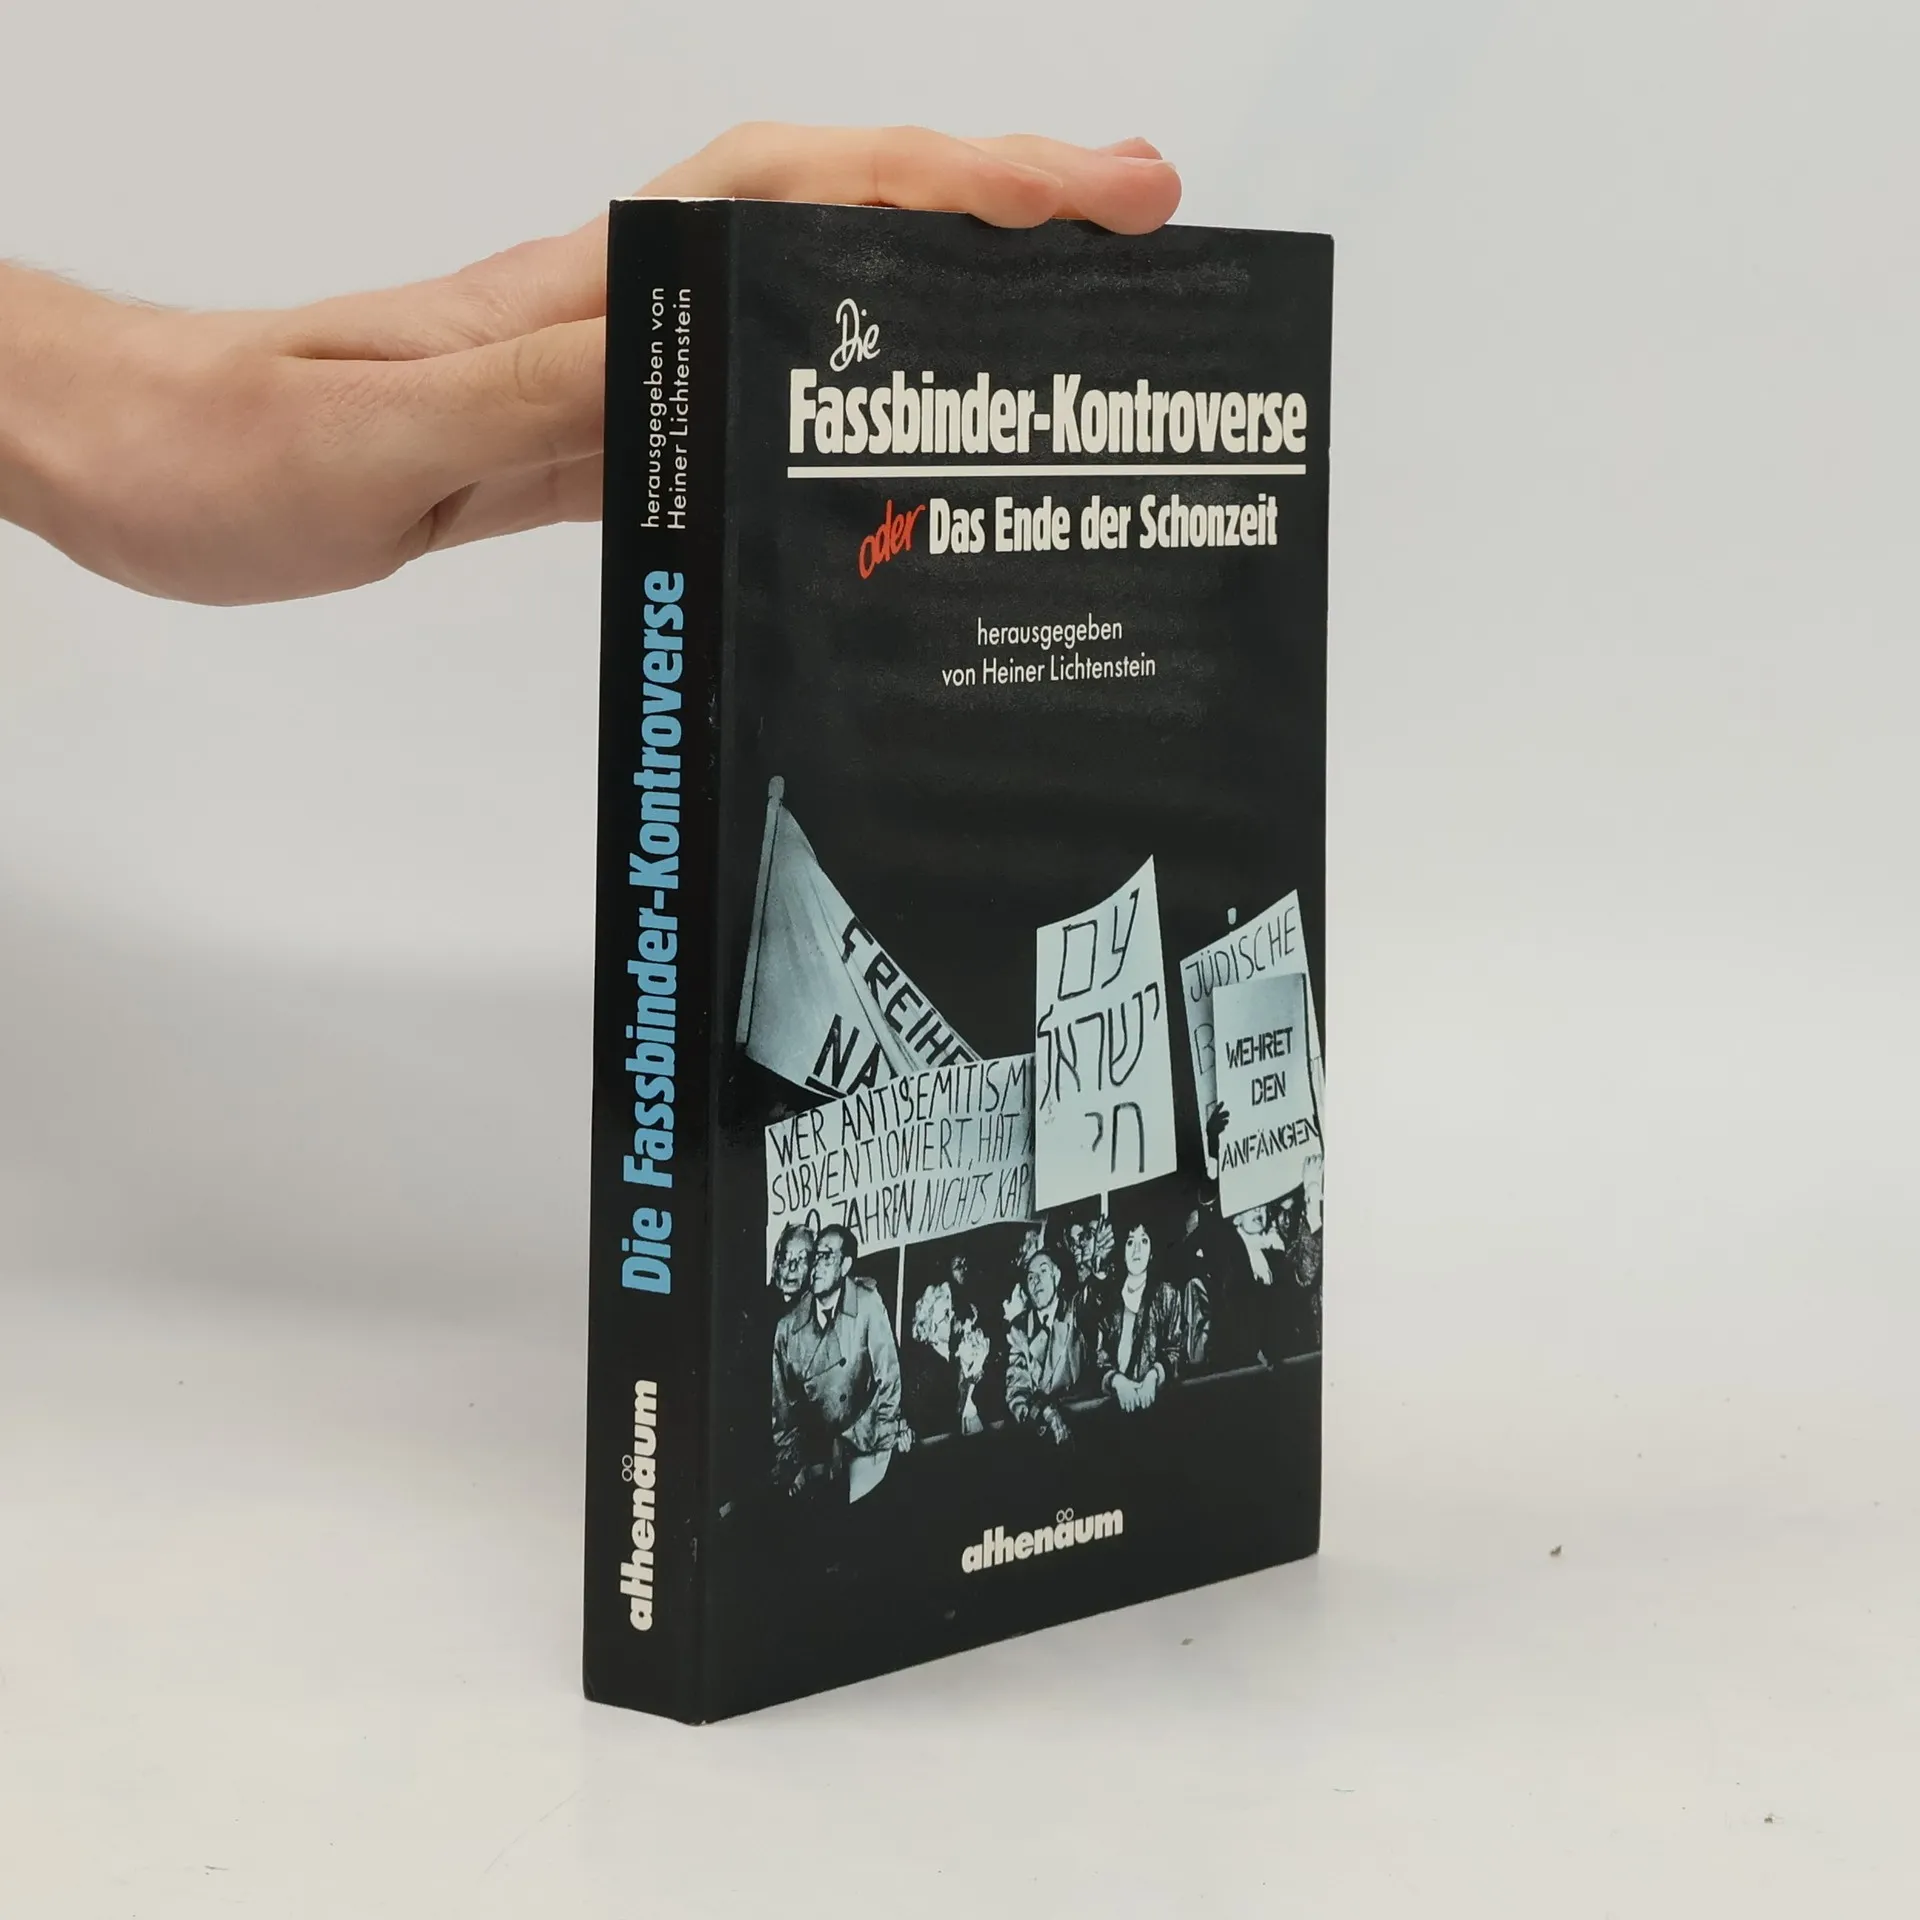 herausgegeben von
Heiner Lichtenstein
Die Fassbinder-Kontroverse
athenäum
Die
Fassbinder-Kontroverse
oder Das Ende der Schonzeit
herausgegeben
von Heiner Lichtenstein
WER ANTISEMITISM
SUBVENTIONIERT, HAT
JAHREN NICHTS KAP
עם
ישראל
חי
JÜDISCHE
WEHRET
DEN
ANFÄNGEN
athenäum